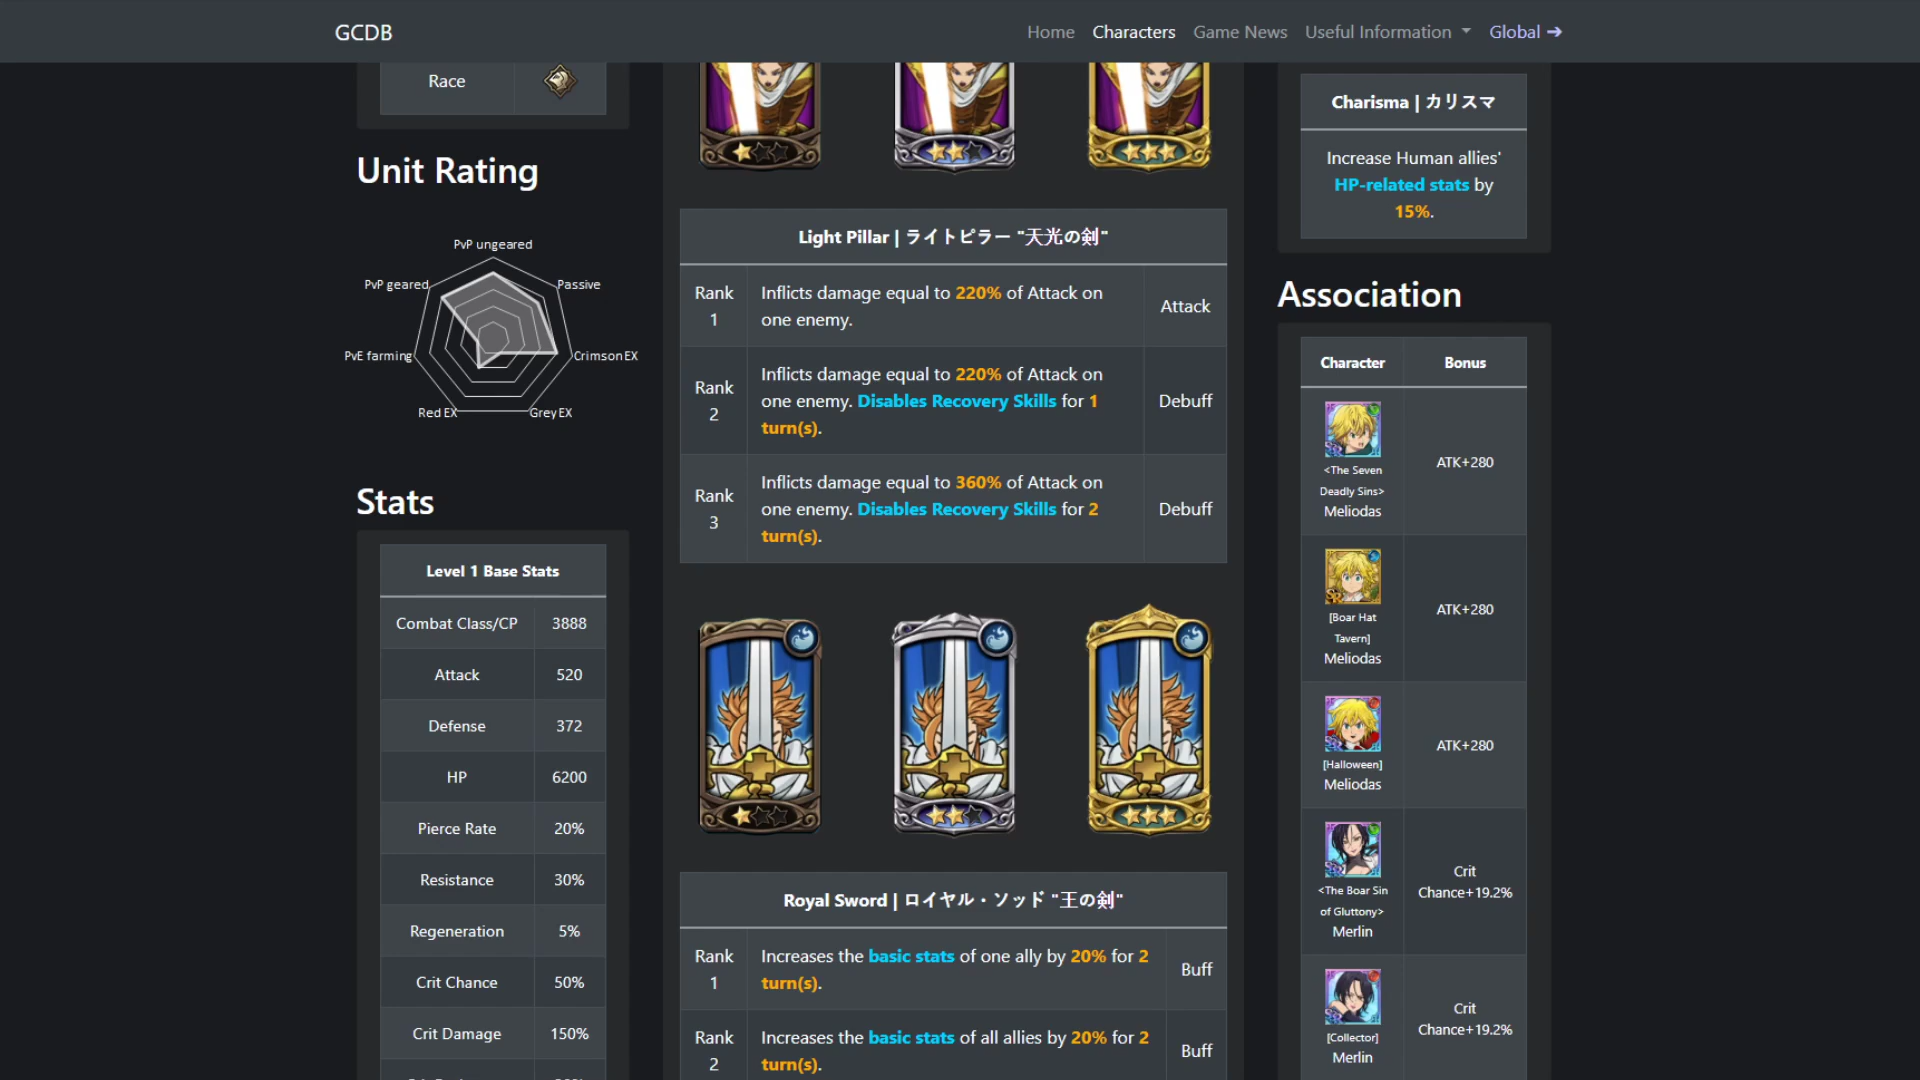 GCDB
Home
Characters
Game News
Useful Information
Global ➔
Race
Unit Rating
PvP ungeared
PvP geared
Passive
PvE farming
Crimson EX
Red EX
Grey EX
Stats
Level 1 Base Stats
Combat Class/CP 3888
Attack 520
Defense 372
HP 6200
Pierce Rate 20%
Resistance 30%
Regeneration 5%
Crit Chance 50%
Crit Damage 150%
Light Pillar | ライトピラー "天光の剣"
Rank
1
Inflicts damage equal to 220% of Attack on
one enemy.
Attack
Rank
2
Inflicts damage equal to 220% of Attack on
one enemy. Disables Recovery Skills for 1
turn(s).
Debuff
Rank
3
Inflicts damage equal to 360% of Attack on
one enemy. Disables Recovery Skills for 2
turn(s).
Debuff
Royal Sword | ロイヤル・ソッド "王の剣"
Rank
1
Increases the basic stats of one ally by 20% for 2
turn(s).
Buff
Rank
2
Increases the basic stats of all allies by 20% for 2
turn(s).
Buff
Charisma | カリスマ
Increase Human allies'
HP-related stats by
15%.
Association
Character Bonus
<The Seven
Deadly Sins>
Meliodas
ATK+280
[Boar Hat
Tavern]
Meliodas
ATK+280
[Halloween]
Meliodas
ATK+280
<The Boar Sin
of Gluttony>
Merlin
Crit
Chance+19.2%
[Collector]
Merlin
Crit
Chance+19.2%